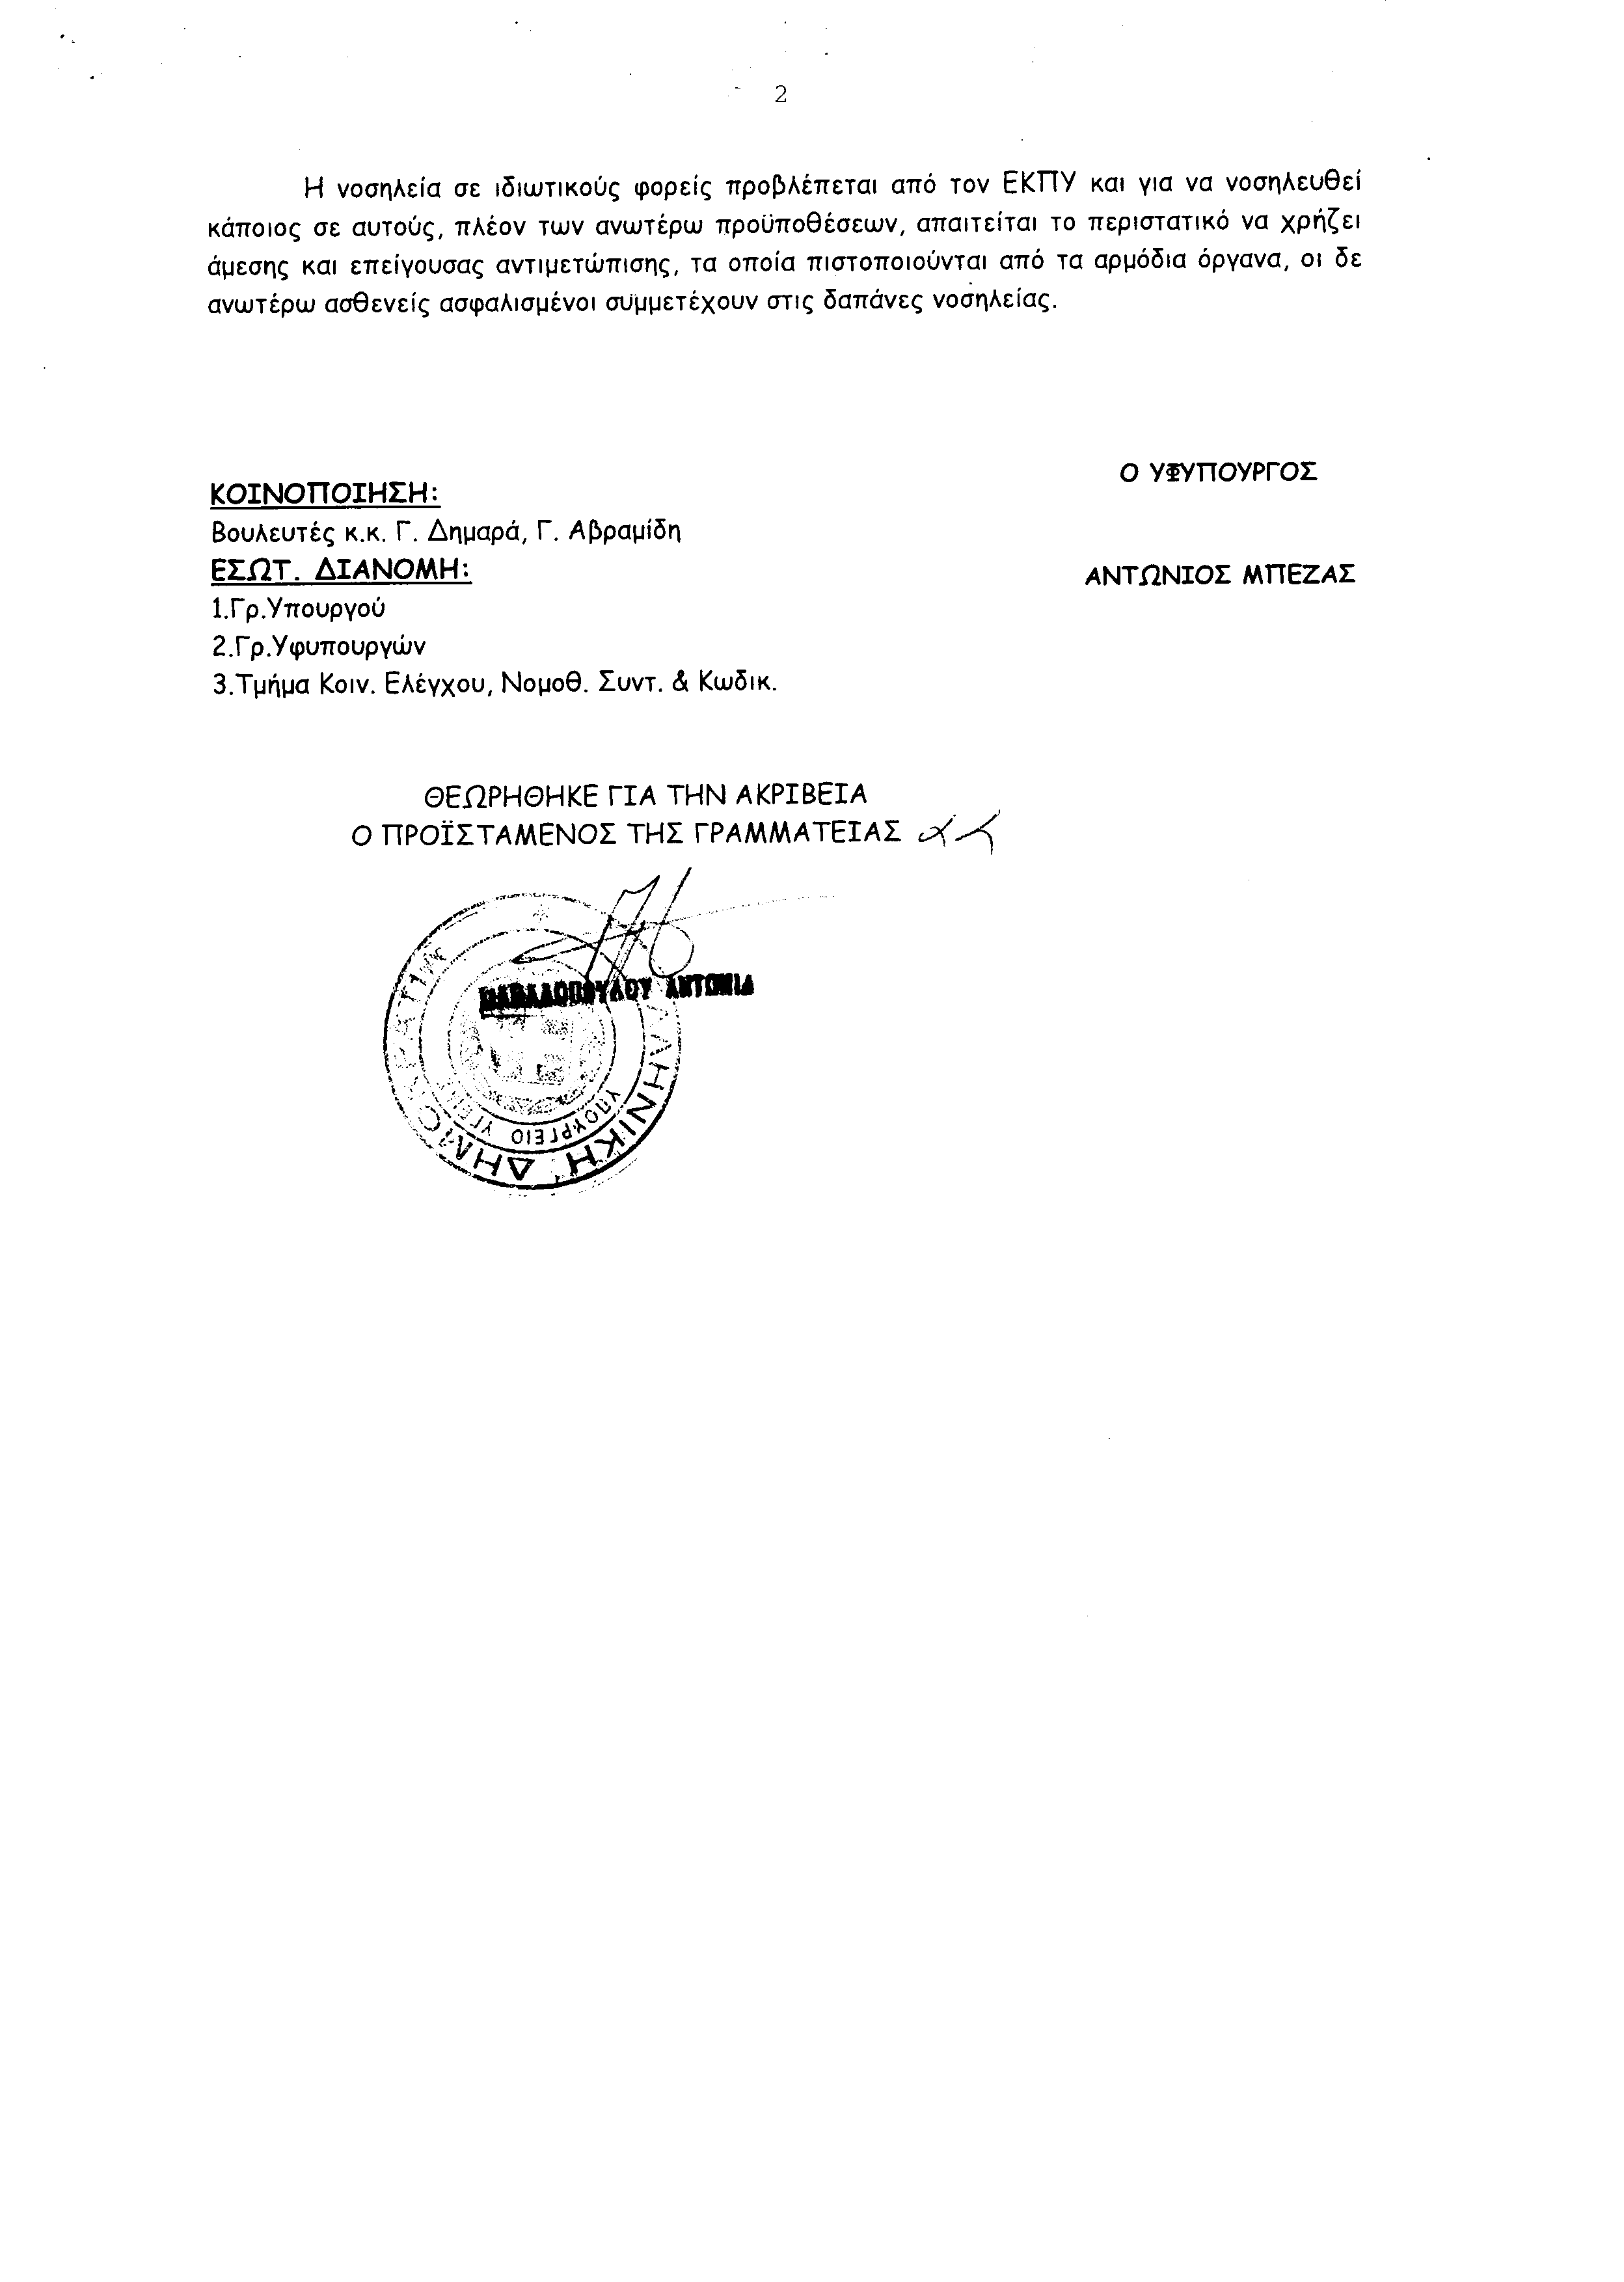 2
Η νοσηλεία σε ιδιωτικούς φορείς προβλέπεται από τον ΕΚΠΥ και για να νοσηλευθεί
κάποιος σε αυτούς, πλέον των ανωτέρω προϋποθέσεων, απαιτείται το περιστατικό να χρήζει
άμεσης και επείγουσας αντιμετώπισης, τα οποία πιστοποιούνται από τα αρμόδια όργανα, οι δε
ανωτέρω ασθενείς ασφαλισμένοι συμμετέχουν στις δαπάνες νοσηλείας.
Ο ΥΦΥΠΟΥΡΓΟΣ
ΚΟΙΝΟΠΟΙΗΣΗ:
Βουλευτές κ.κ. Γ. Δημαρά, Γ. Αβραμίδη
ΕΣΩΤ. ΔΙΑΝΟΜΗ:
ΑΝΤΩΝΙΟΣ ΜΠΕΖΑΣ
1.Γρ.Υπουργού
2.Γρ.Υφυπουργών
3.Τμήμα Κοιν. Ελέγχου, Νομοθ. Συντ. & Κωδικ.
ΘΕΩΡΗΘΗΚΕ ΓΙΑ ΤΗΝ ΑΚΡΙΒΕΙΑ
Ο ΠΡΟΪΣΤΑΜΕΝΟΣ ΤΗΣ ΓΡΑΜΜΑΤΕΙΑΣ
ΠΑΠΑΔΟΠΟΥΛΟΥ ΑΝΤΩΝΙΑ
ΥΠΟΥΡΓΕΙΟ